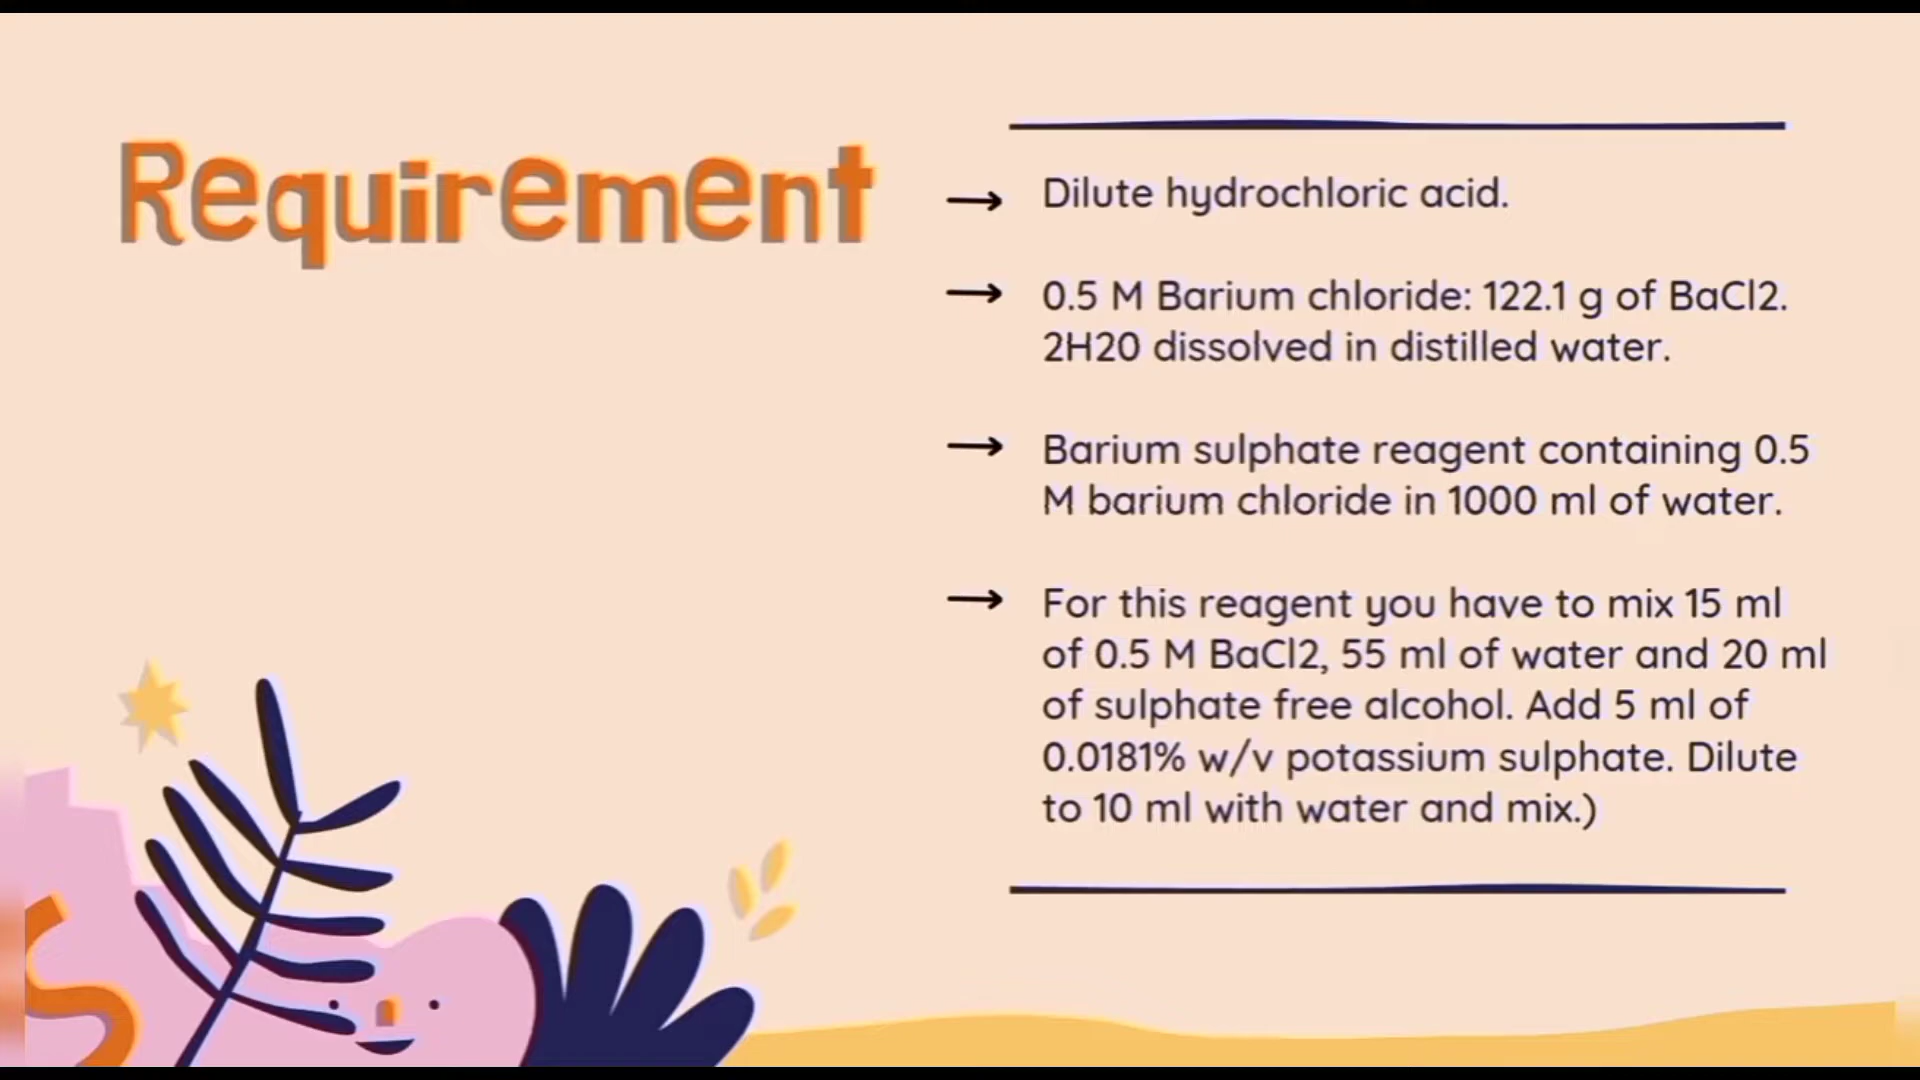 Requirement
Dilute hydrochloric acid.
0.5 M Barium chloride: 122.1 g of BaCl2.
2H20 dissolved in distilled water.
Barium sulphate reagent containing 0.5
M barium chloride in 1000 ml of water.
For this reagent you have to mix 15 ml
of 0.5 M BaCl2, 55 ml of water and 20 ml
of sulphate free alcohol. Add 5 ml of
0.0181% w/v potassium sulphate. Dilute
to 10 ml with water and mix.)